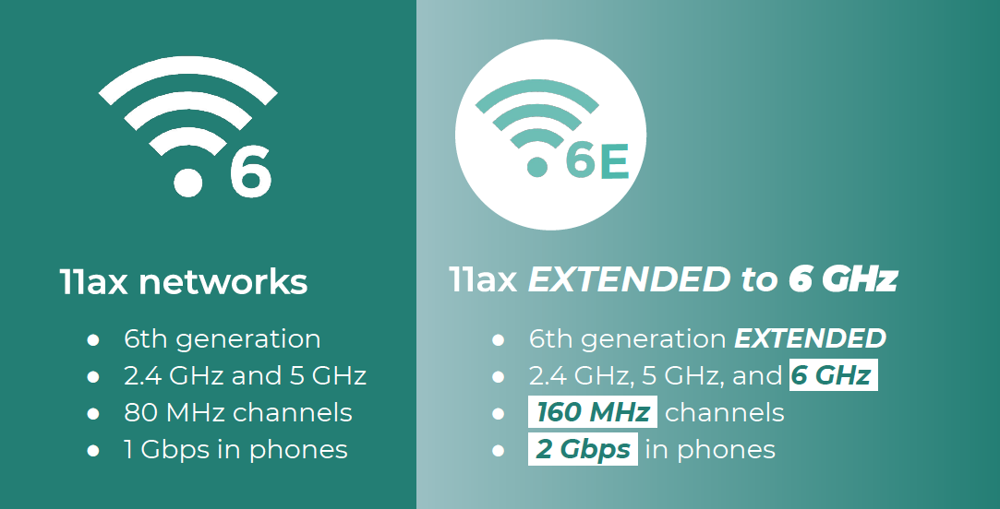 6
11ax networks
● 6th generation
● 2.4 GHz and 5 GHz
● 80 MHz channels
● 1 Gbps in phones
6E
11ax EXTENDED to 6 GHz
● 6th generation EXTENDED
● 2.4 GHz, 5 GHz, and 6 GHz
● 160 MHz channels
● 2 Gbps in phones